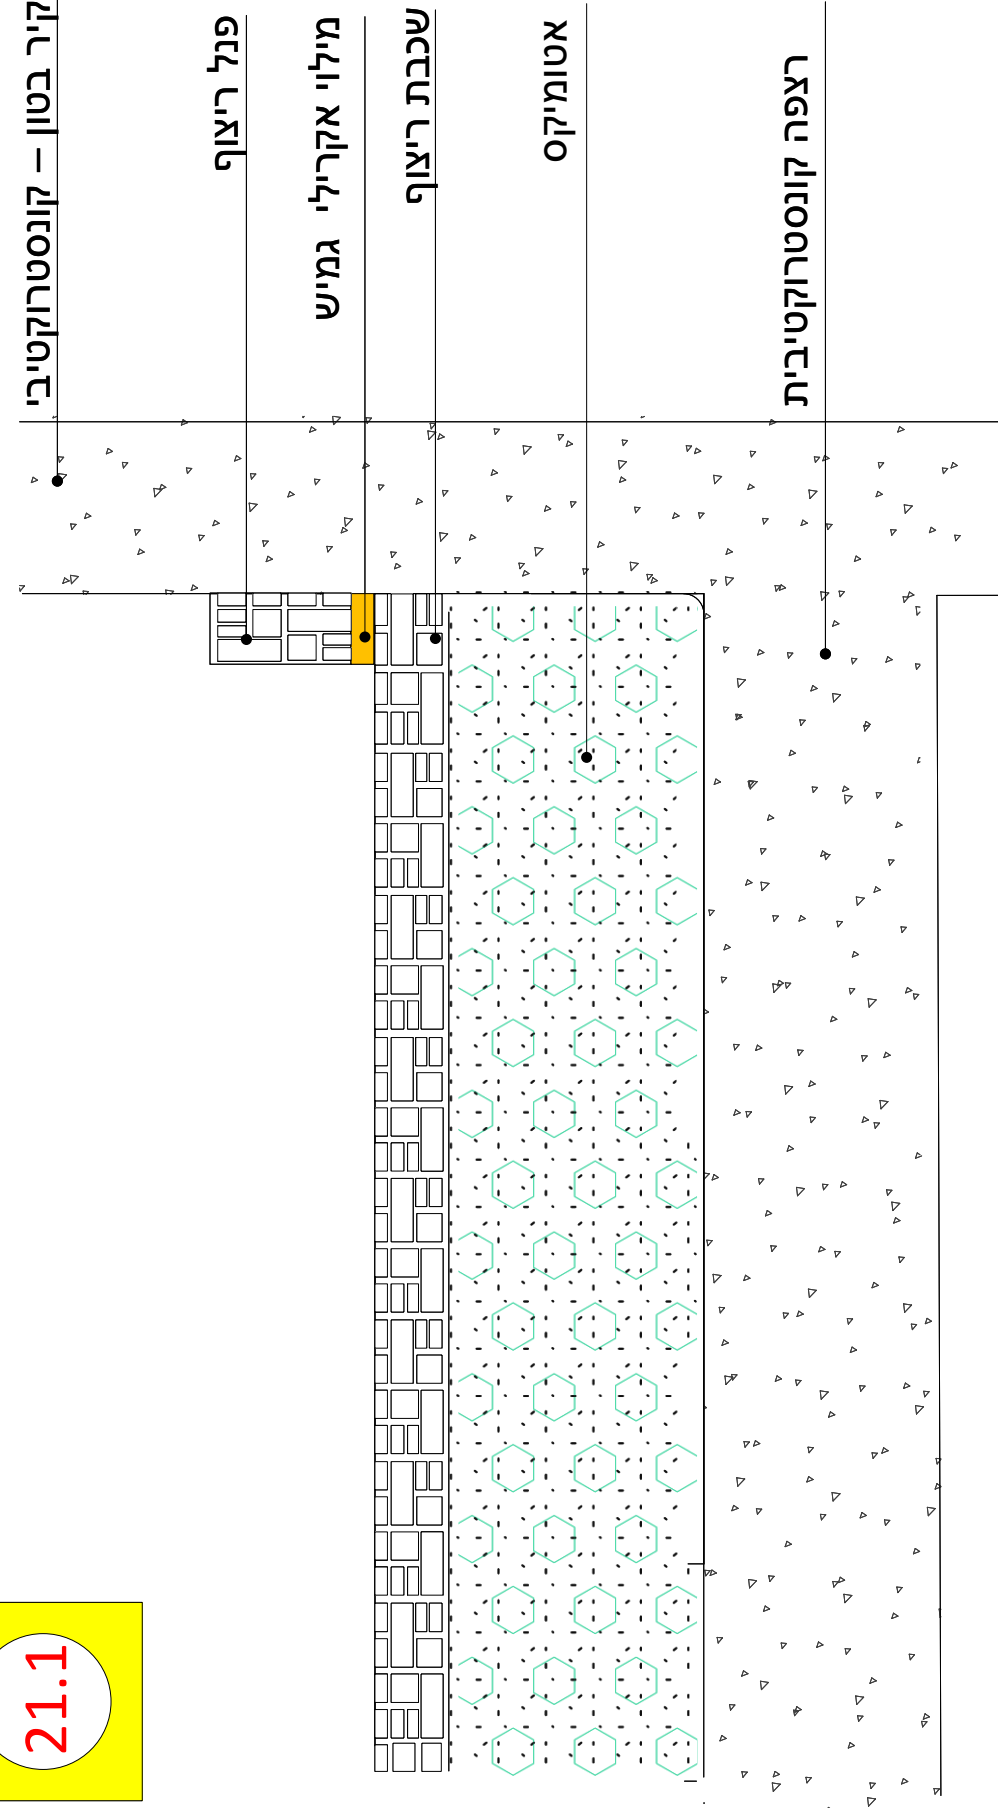 קיר בטון – קונסטרוקטיבי
פנל ריצוף
מילוי אקרילי גמיש
שכבת ריצוף
אטומיקס
רצפה קונסטרוקטיבית
21.1